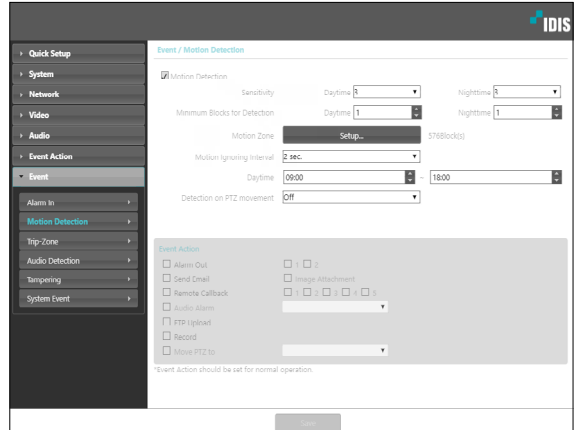 IDIS
Quick Setup
System
Network
Video
Audio
Event Action
Event
Alarm In
Motion Detection
Trip-Zone
Audio Detection
Tampering
System Event
Event / Motion Detection
Motion Detection
Sensitivity Daytime 3 Nighttime 3
Minimum Blocks for Detection Daytime 1 Nighttime 1
Motion Zone Setup... 576Block(s)
Motion Ignoring Interval 2 sec.
Daytime 09:00 ~ 18:00
Detection on PTZ movement Off
Event Action
Alarm Out 1 2
Send Email Image Attachment
Remote Callback 1 2 3 4 5
Audio Alarm
FTP Upload
Record
Move PTZ to
*Event Action should be set for normal operation.
Save